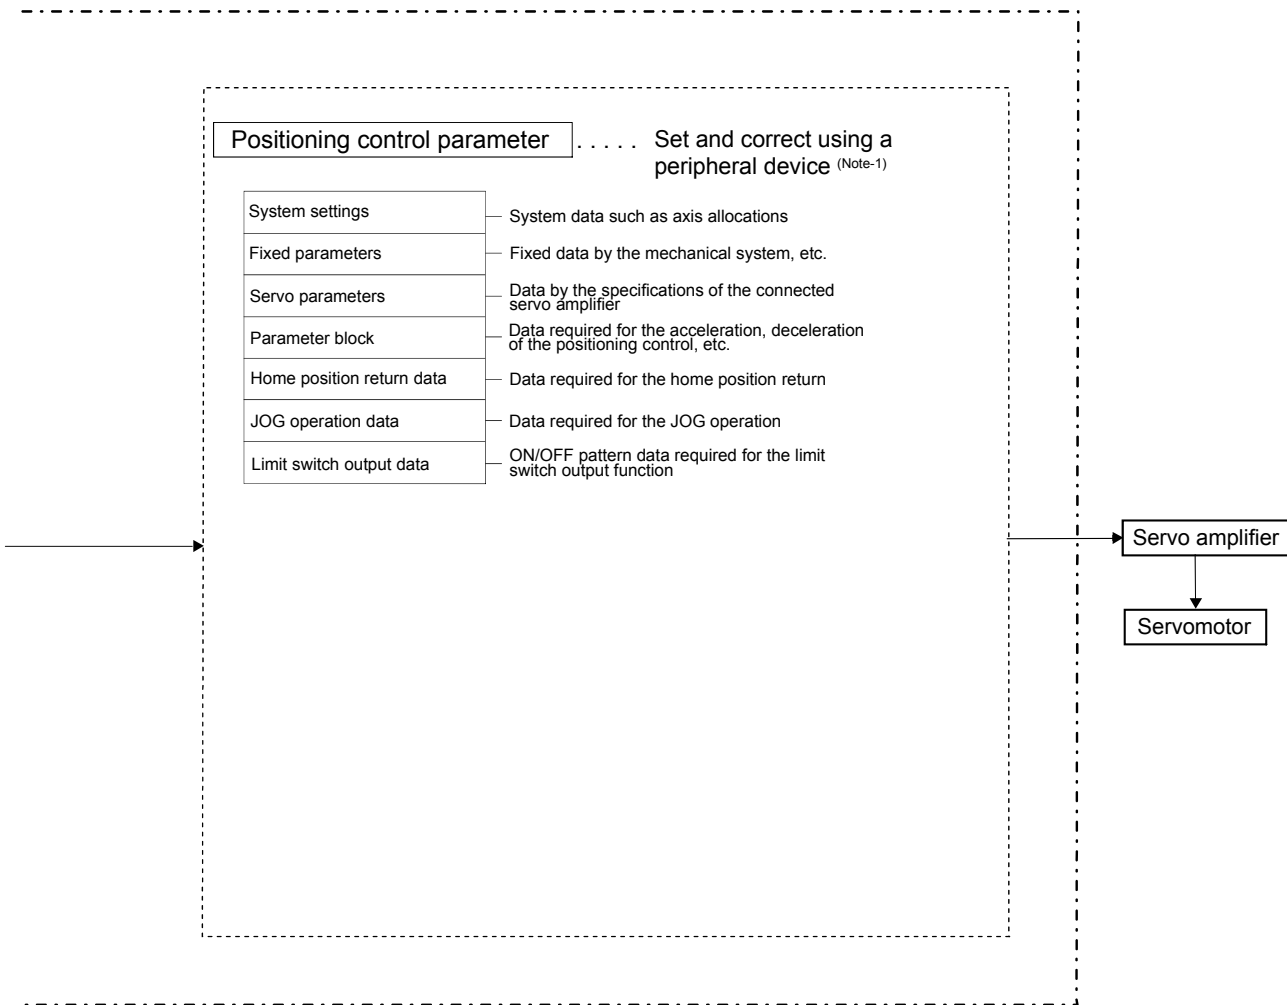 Positioning control parameter ..... Set and correct using a
peripheral device (Note-1)
System settings
System data such as axis allocations
Fixed parameters
Fixed data by the mechanical system, etc.
Servo parameters
Data by the specifications of the connected
servo amplifier
Parameter block
Data required for the acceleration, deceleration
of the positioning control, etc.
Home position return data
Data required for the home position return
JOG operation data
Data required for the JOG operation
Limit switch output data
ON/OFF pattern data required for the limit
switch output function
Servo amplifier
Servomotor